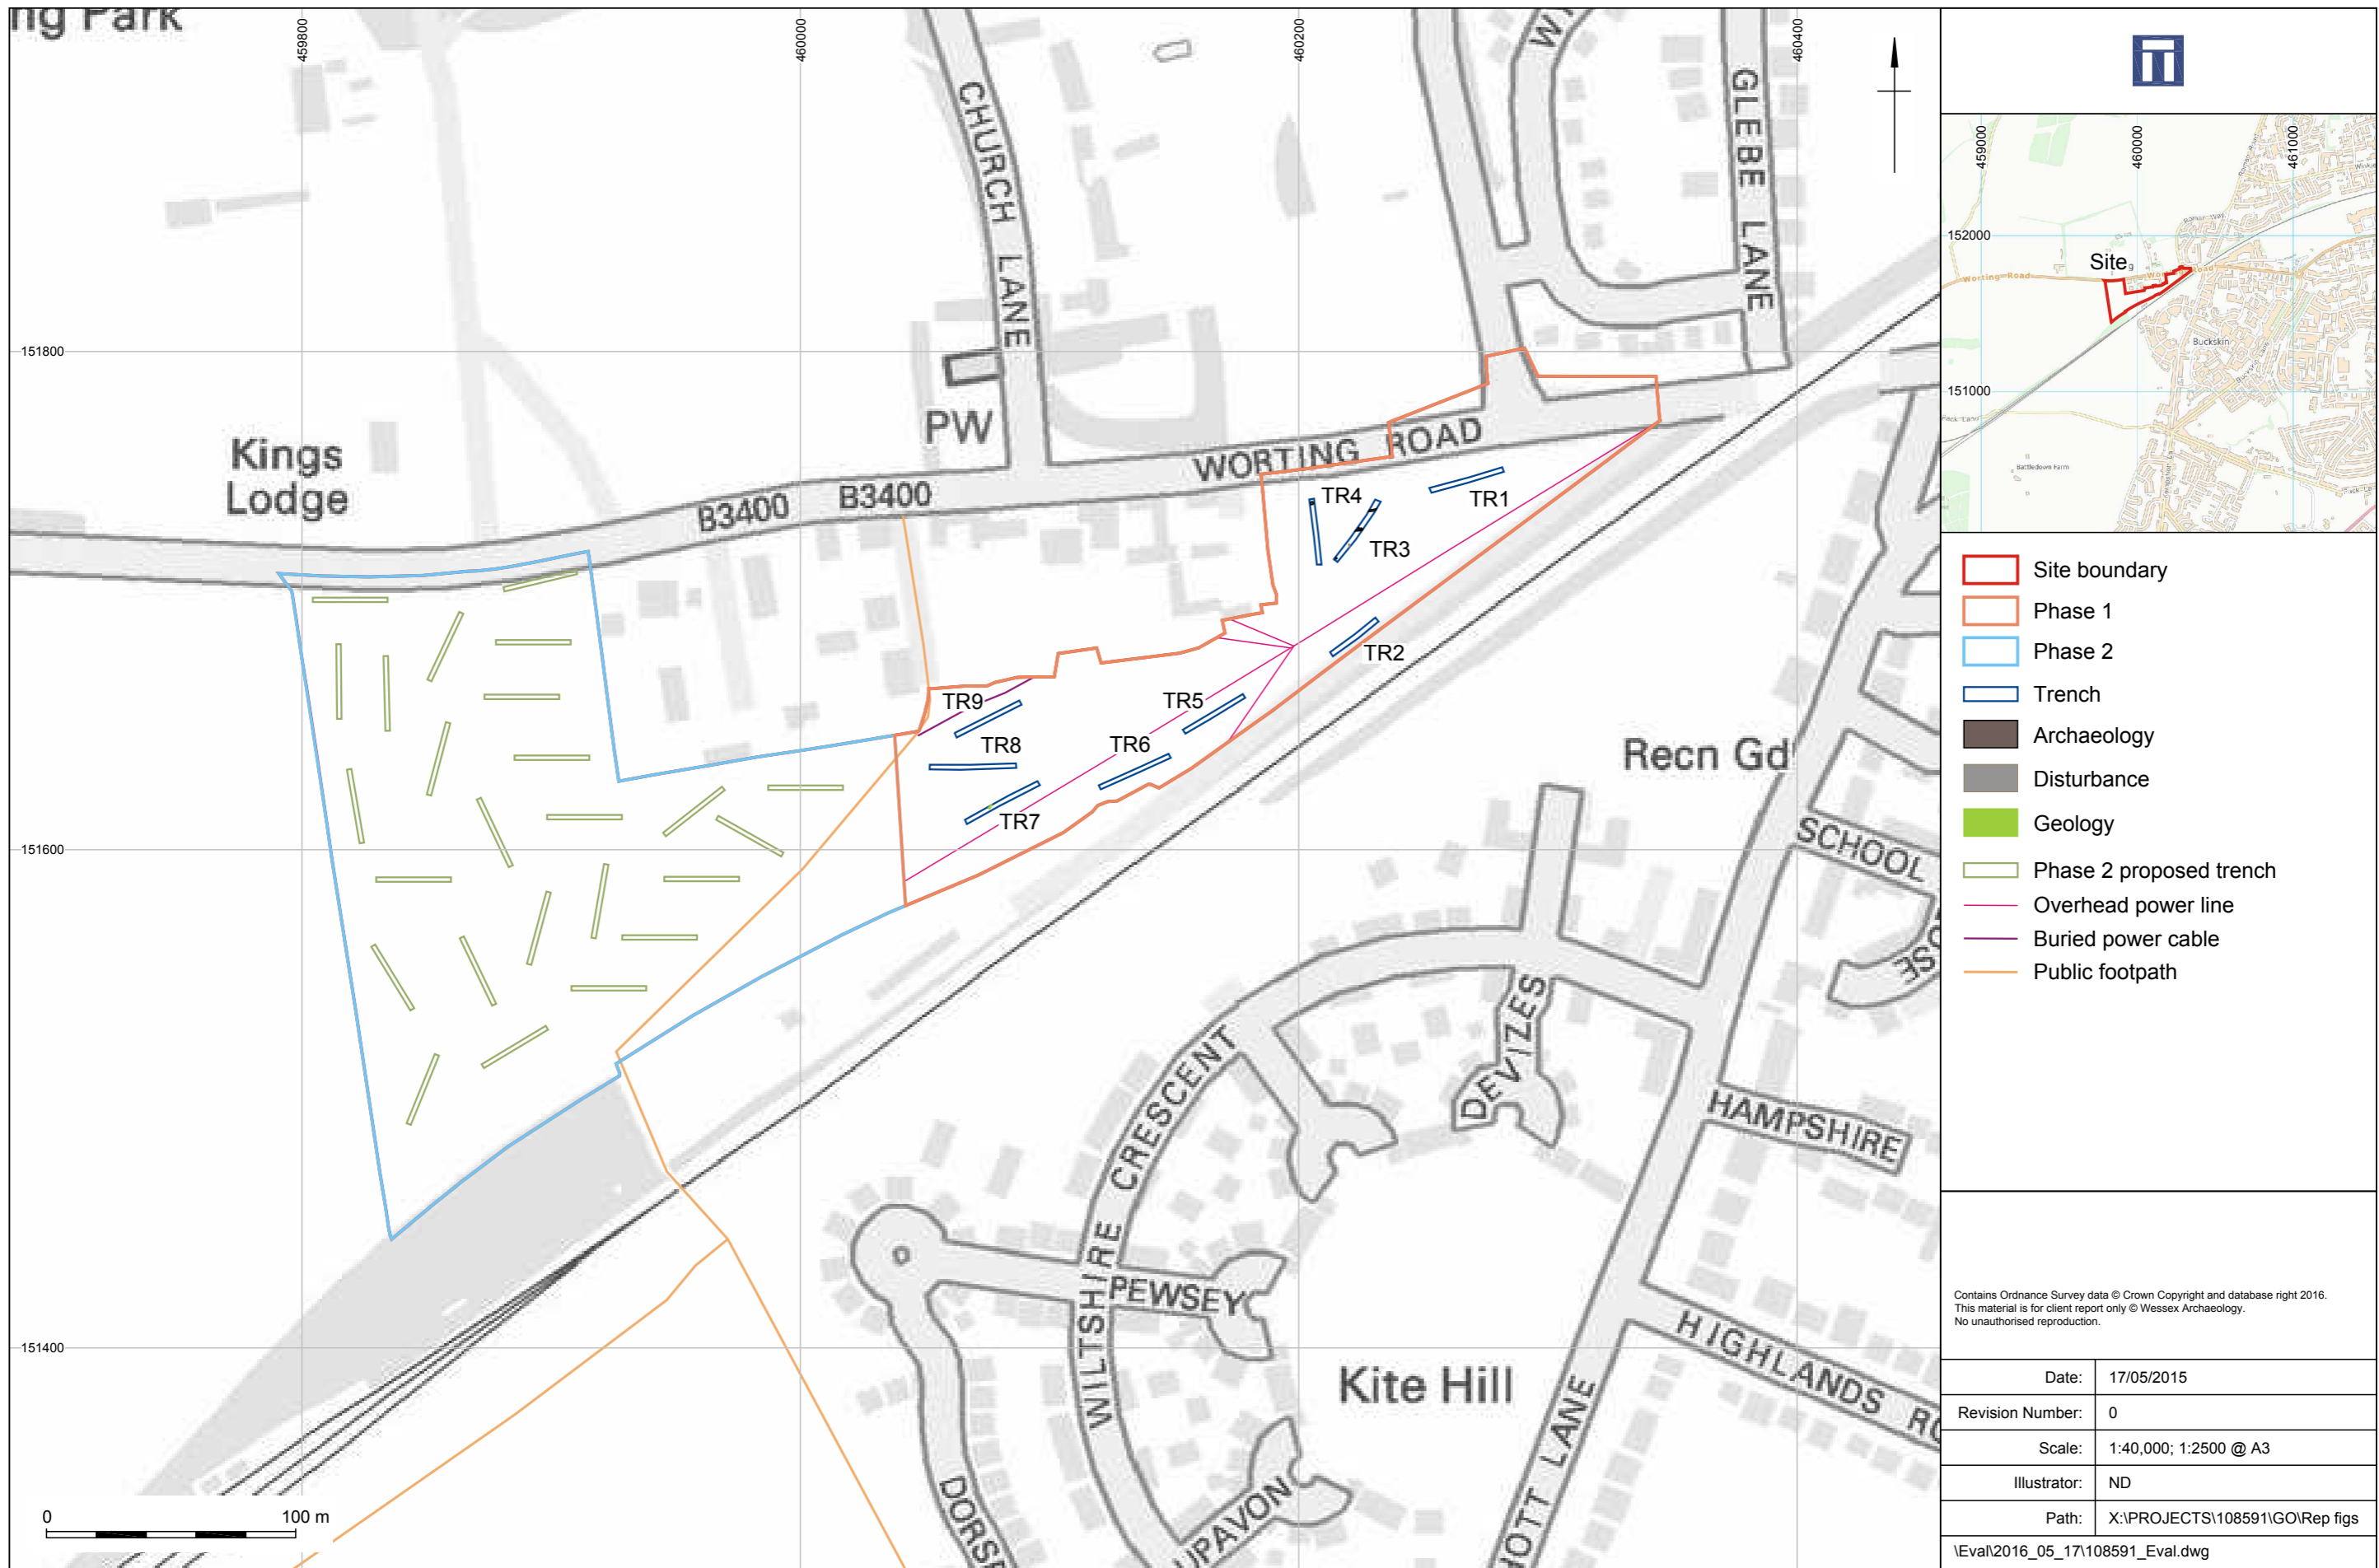 ng Park
459800
460000
460200
460400
CHURCH LANE
GLEBE LANE
151800
PW
Kings
Lodge
WORTING ROAD
B3400
B3400
TR4
TR1
TR3
TR2
TR9
TR5
TR8
TR6
TR7
Recn Gd
151600
SCHOOL
DEVIZES
HAMPSHIRE
WILTSHIRE CRESCENT
PEWSEY
HIGHLANDS
151400
Kite Hill
UPAVON
DORSE
OTT LANE
0
100 m
459000
460000
461000
152000
Site
Worting Road
Buckskin
151000
Battledown Farm
Site boundary
Phase 1
Phase 2
Trench
Archaeology
Disturbance
Geology
Phase 2 proposed trench
Overhead power line
Buried power cable
Public footpath
Contains Ordnance Survey data © Crown Copyright and database right 2016.
This material is for client report only © Wessex Archaeology.
No unauthorised reproduction.
Date: 17/05/2015
Revision Number: 0
Scale: 1:40,000; 1:2500 @ A3
Illustrator: ND
Path: X:\PROJECTS\108591\GO\Rep figs
\Eval\2016_05_17\108591_Eval.dwg